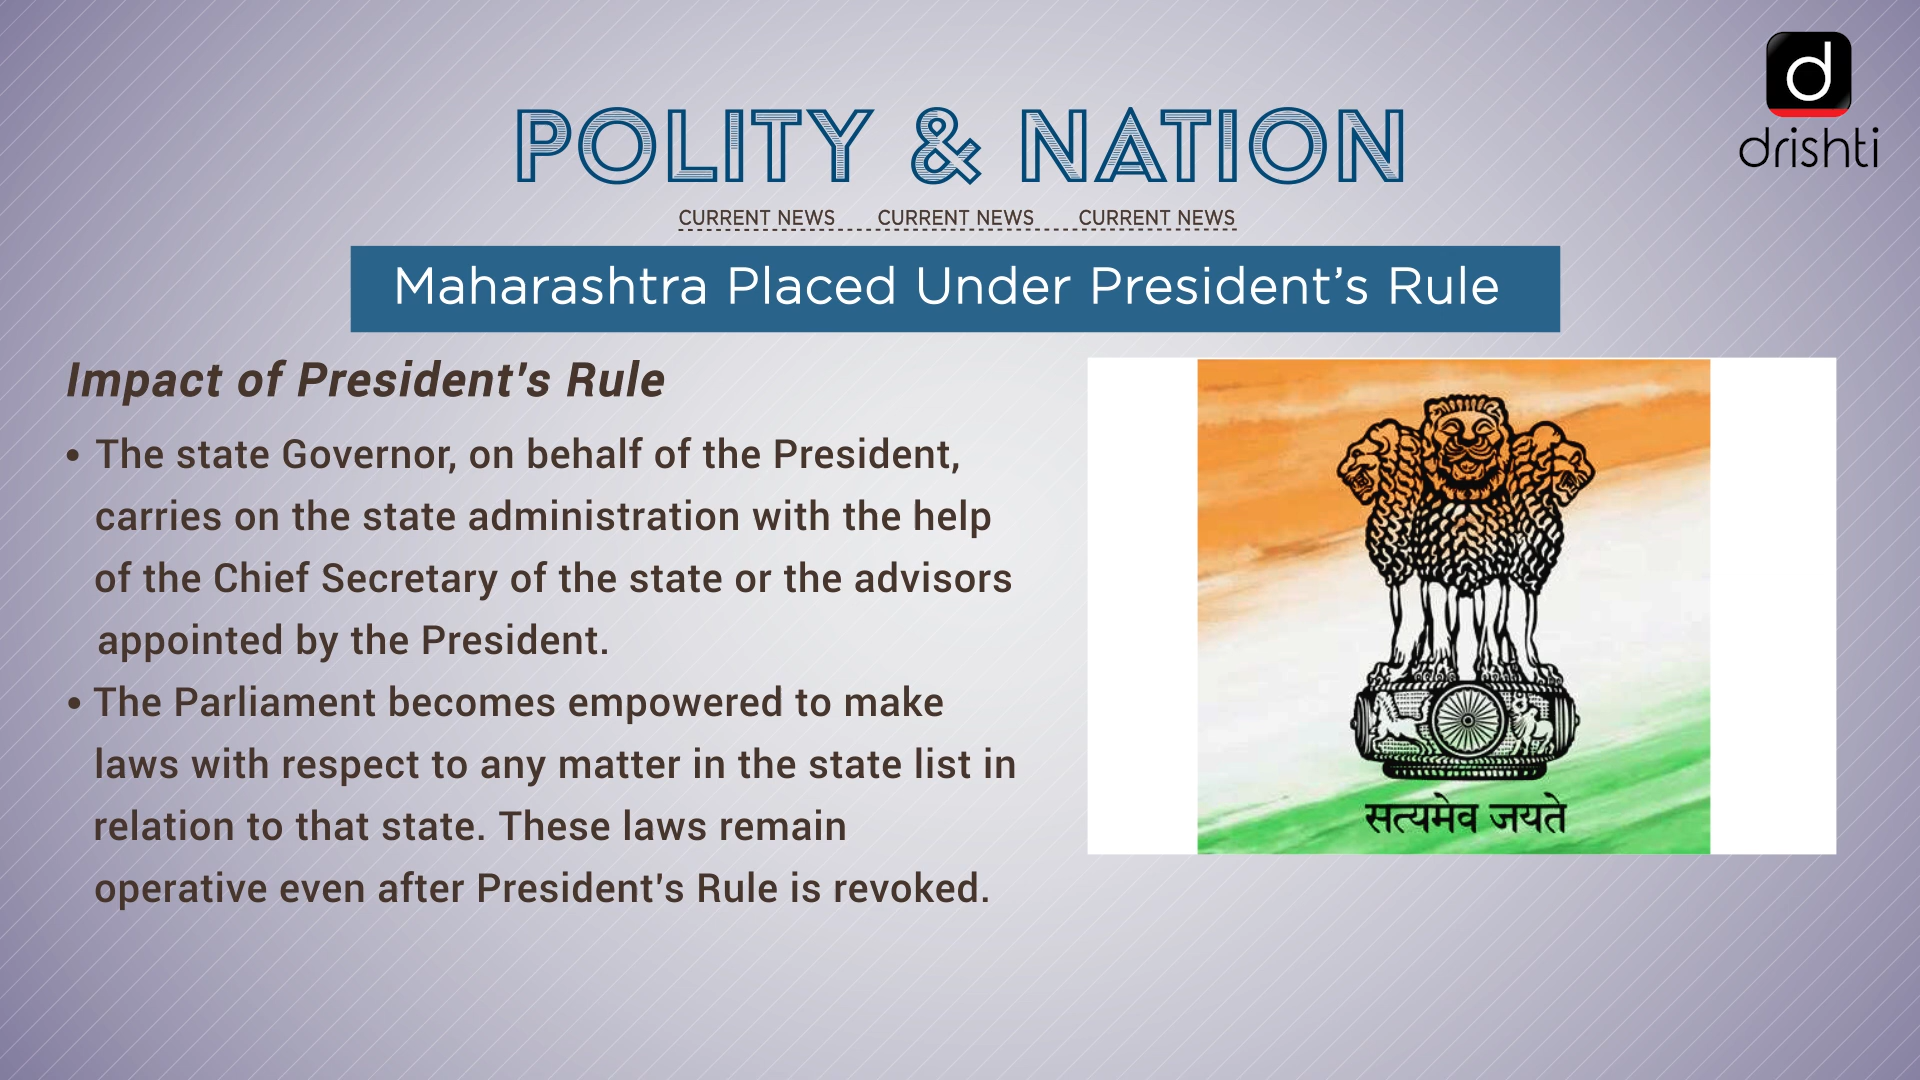 d
drishti
POLITY & NATION
CURRENT NEWS CURRENT NEWS CURRENT NEWS
Maharashtra Placed Under President’s Rule
Impact of President's Rule
• The state Governor, on behalf of the President,
carries on the state administration with the help
of the Chief Secretary of the state or the advisors
appointed by the President.
• The Parliament becomes empowered to make
laws with respect to any matter in the state list in
relation to that state. These laws remain
operative even after President's Rule is revoked.
सत्यमेव जयते